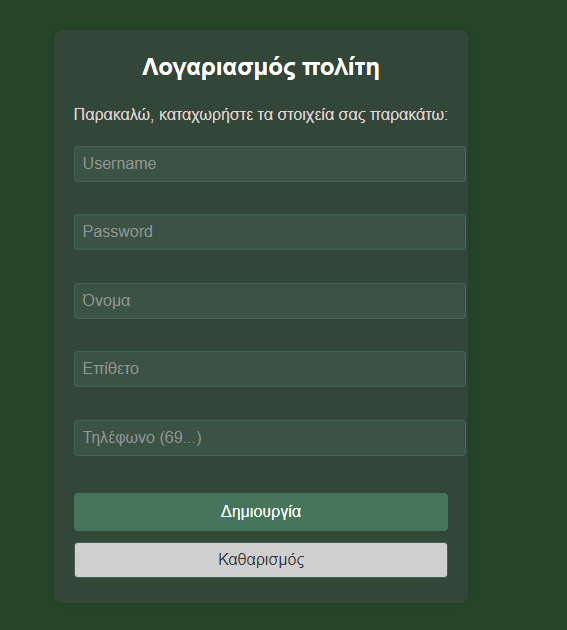 Λογαριασμός πολίτη
Παρακαλώ, καταχωρήστε τα στοιχεία σας παρακάτω:
Username
Password
Όνομα
Επίθετο
Τηλέφωνο (69...)
Δημιουργία
Καθαρισμός